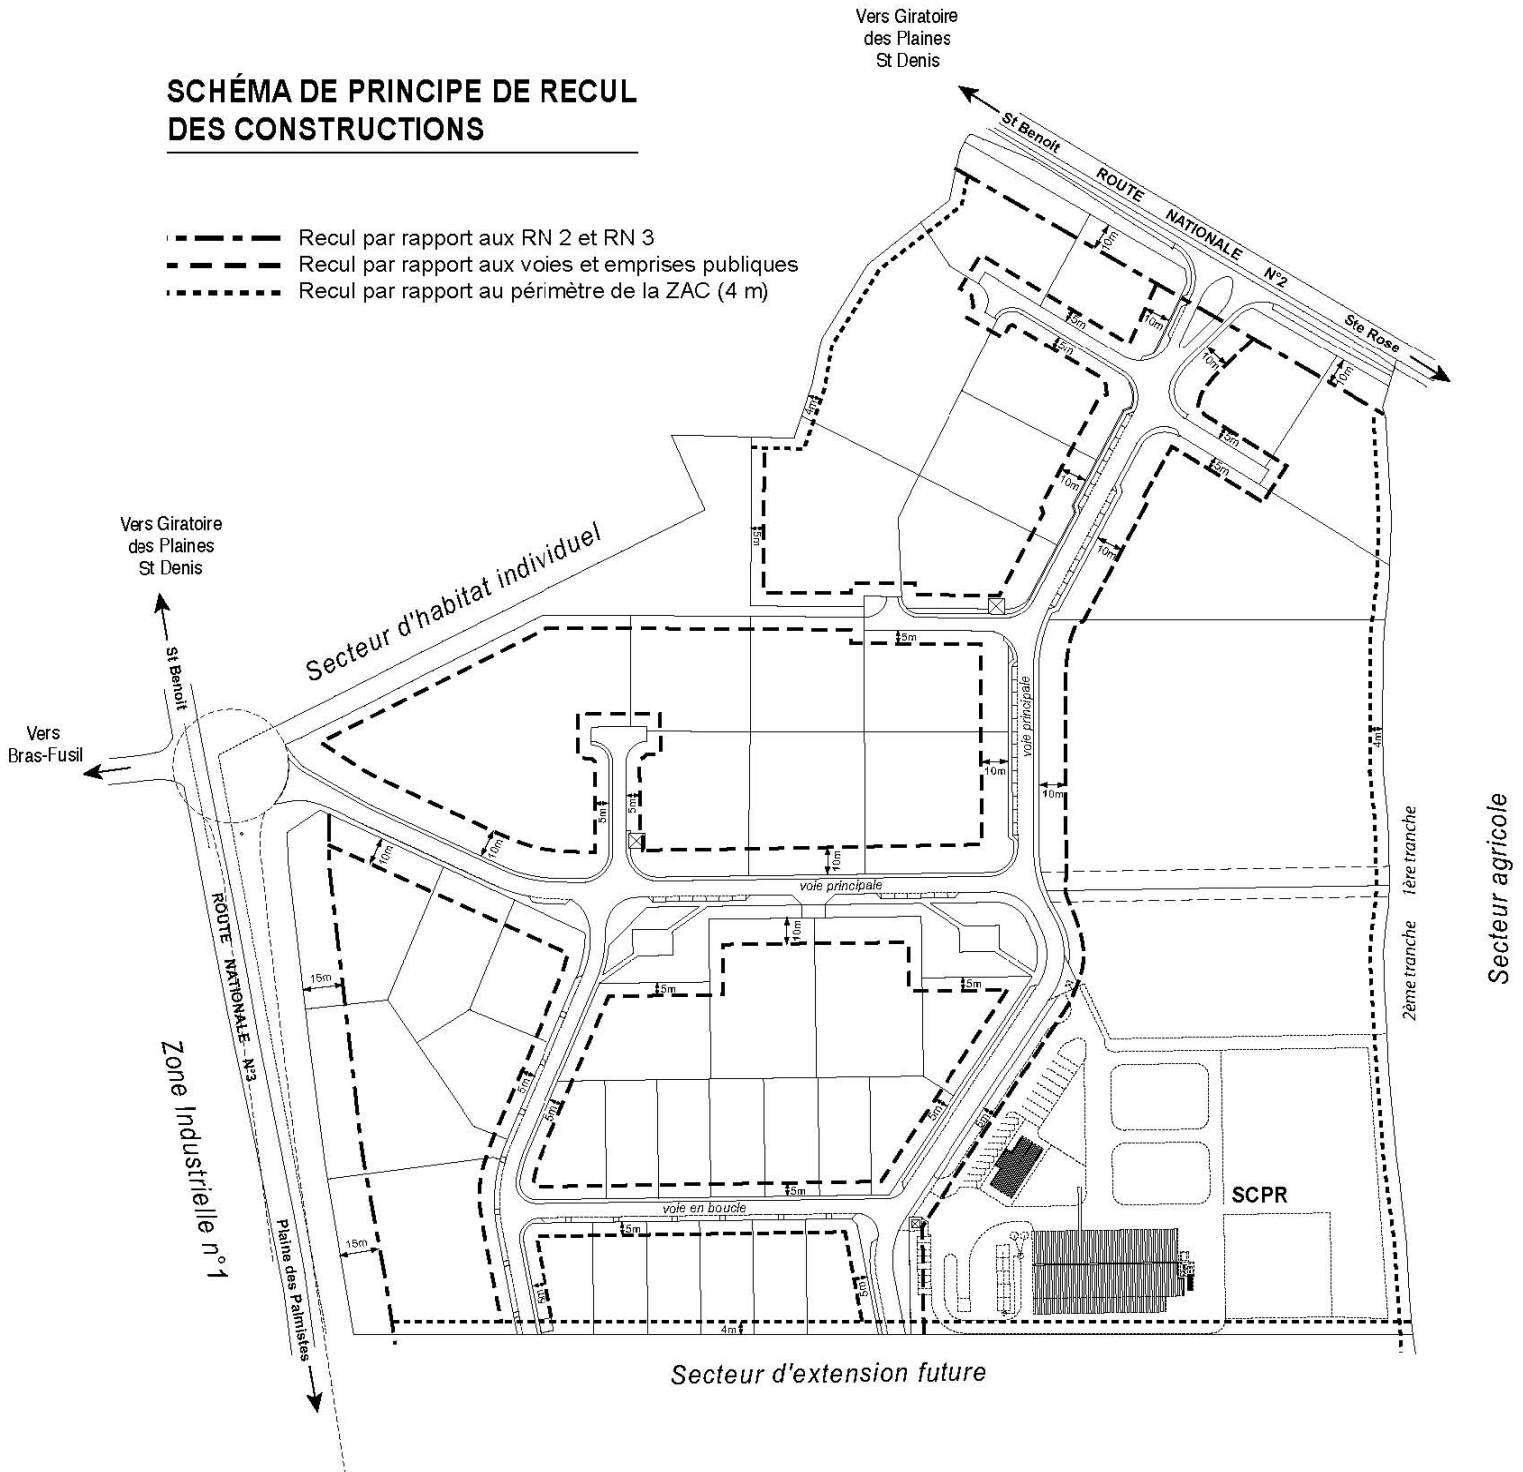 Vers Giratoire
des Plaines
St Denis
SCHÉMA DE PRINCIPE DE RECUL
DES CONSTRUCTIONS
Recul par rapport aux RN 2 et RN 3
Recul par rapport aux voies et emprises publiques
Recul par rapport au périmètre de la ZAC (4 m)
St Benoit
ROUTE NATIONALE N°2
Ste Rose
10m
10m
5m
10m
5m
10m
10m
5m
5m
4m
10m
5m
10m
Vers Giratoire
des Plaines
St Denis
Secteur d'habitat individuel
St Benoit
Vers
Bras-Fusil
5m
voie principale
4m
10m
10m
5m
5m
10m
10m
10m
voie principale
1ère tranche
2ème tranche
Secteur agricole
ROUTE NATIONALE N°3
10m
15m
5m
5m
Zone Industrielle n°1
5m
5m
5m
5m
5m
voie en boucle
5m
SCPR
15m
5m
5m
Plaine des Palmistes
4m
Secteur d'extension future